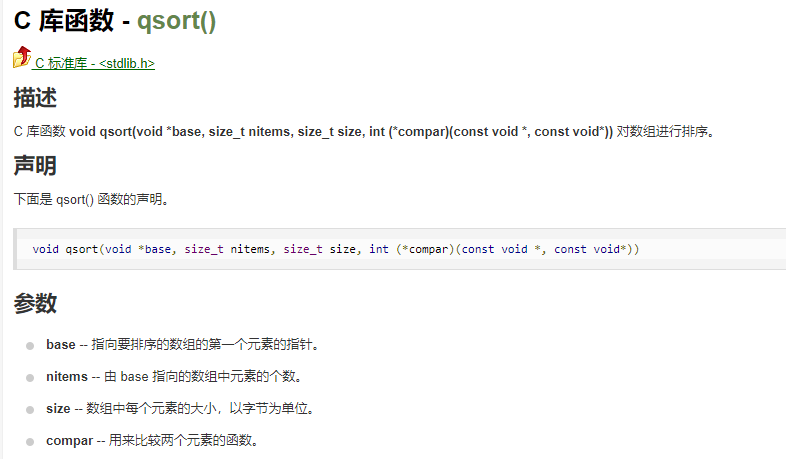 C 库函数 - qsort()
C 标准库 - <stdlib.h>
描述
C 库函数 void qsort(void *base, size_t nitems, size_t size, int (*compar)(const void *, const void*)) 对数组进行排序。
声明
下面是 qsort() 函数的声明。
void qsort(void *base, size_t nitems, size_t size, int (*compar)(const void *, const void*))
参数
base -- 指向要排序的数组的第一个元素的指针。
nitems -- 由 base 指向的数组中元素的个数。
size -- 数组中每个元素的大小，以字节为单位。
compar -- 用来比较两个元素的函数。